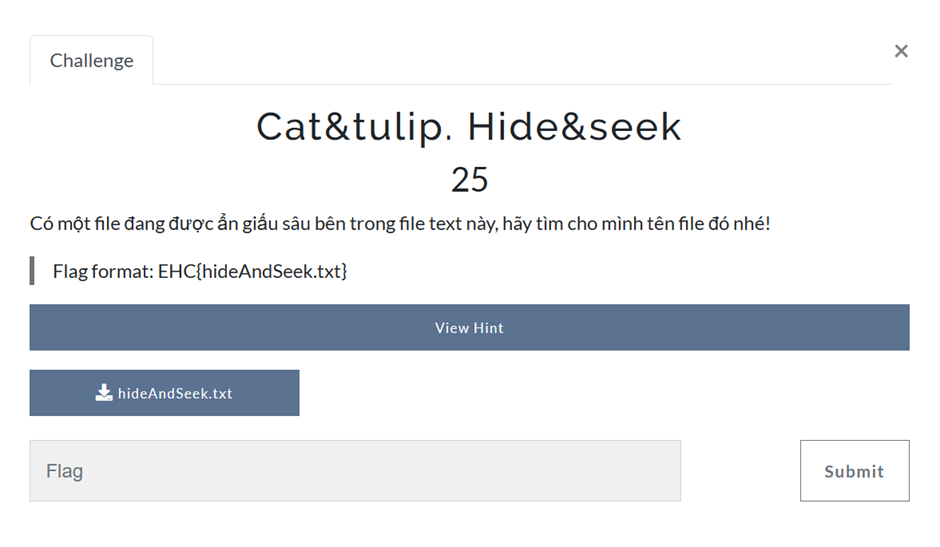 Challenge
×
Cat&tulip. Hide&seek
25
Có một file đang được ẩn giấu sâu bên trong file text này, hãy tìm cho mình tên file đó nhé!
Flag format: EHC{hideAndSeek.txt}
View Hint
hideAndSeek.txt
Flag
Submit